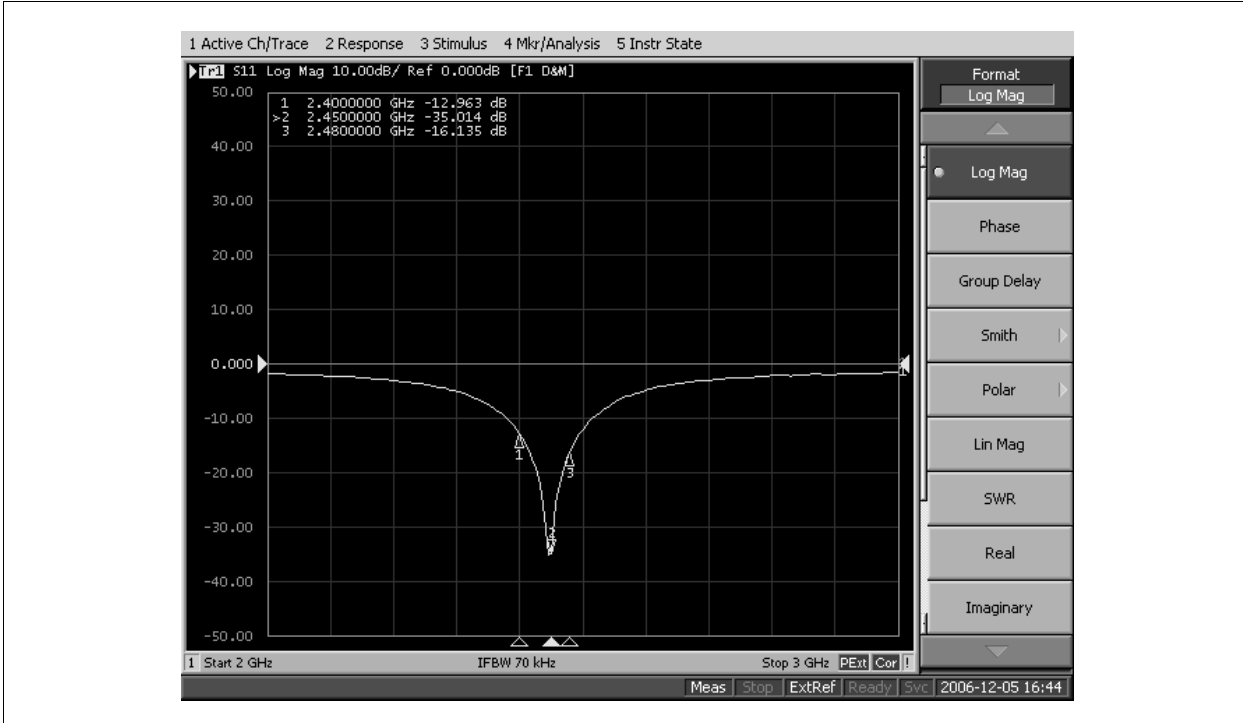 1 Active Ch/Trace 2 Response 3 Stimulus 4 Mkr/Analysis 5 Instr State
Tr1 S11 Log Mag 10.00dB/ Ref 0.000dB [F1 D&M]
50.00
1 2.4000000 GHz -12.963 dB
>2 2.4500000 GHz -35.014 dB
3 2.4800000 GHz -16.135 dB
40.00
30.00
20.00
10.00
0.000
-10.00
-20.00
-30.00
-40.00
-50.00
1
2
3
1
1 Start 2 GHz IFBW 70 kHz Stop 3 GHz PExt Cor !
Meas Stop ExtRef Ready Svc 2006-12-05 16:44
Format
Log Mag
Log Mag
Phase
Group Delay
Smith
Polar
Lin Mag
SWR
Real
Imaginary